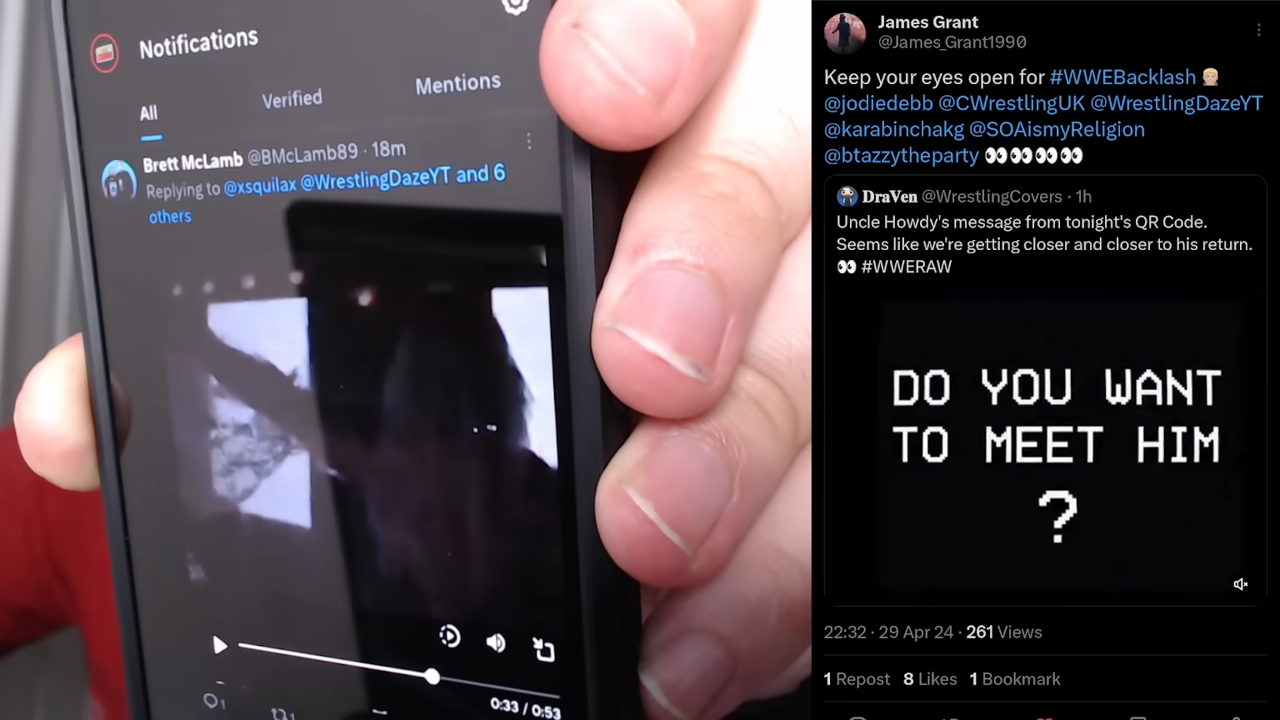 Notifications
All
Verified
Mentions
Brett McLamb @BMcLamb89 · 18m
Replying to @xsquilax @WrestlingDazeYT and 6
others
0:33 / 0:53
1
1
James Grant
@James_Grant1990
Keep your eyes open for #WWEBacklash
@jodiedebb @CWrestlingUK @WrestlingDazeYT
@karabinchakg @SOAismyReligion
@btazzytheparty 👀👀👀👀
DraVen @WrestlingCovers · 1h
Uncle Howdy's message from tonight's QR Code.
Seems like we're getting closer and closer to his return.
👀 #WWERAW
DO YOU WANT
TO MEET HIM
?
22:32 · 29 Apr 24 · 261 Views
1 Repost 8 Likes 1 Bookmark